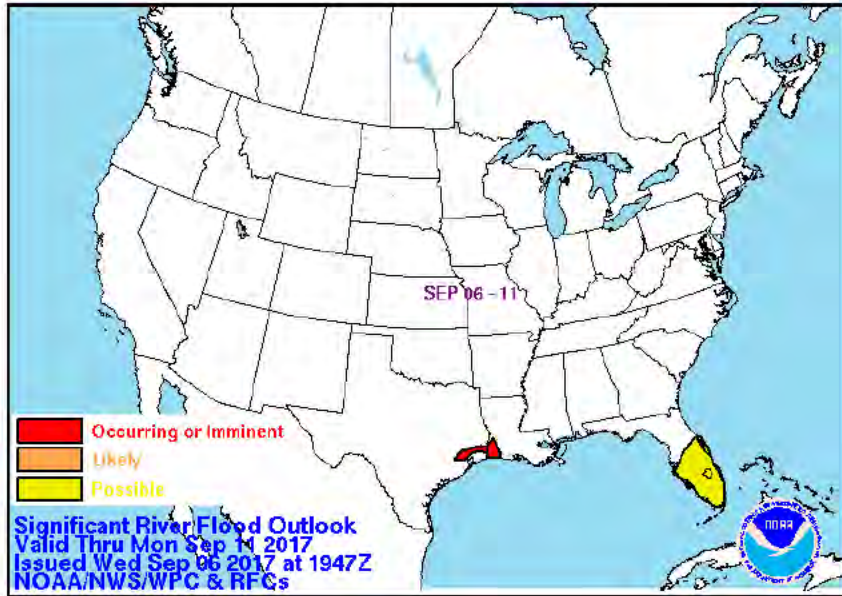 SEP 06 - 11
Occurring or Imminent
Likely
Possible
Significant River Flood Outlook
Valid Thru Mon Sep 11 2017
Issued Wed Sep 06 2017 at 1947Z
NOAA/NWS/WPC & RFCs
NOAA